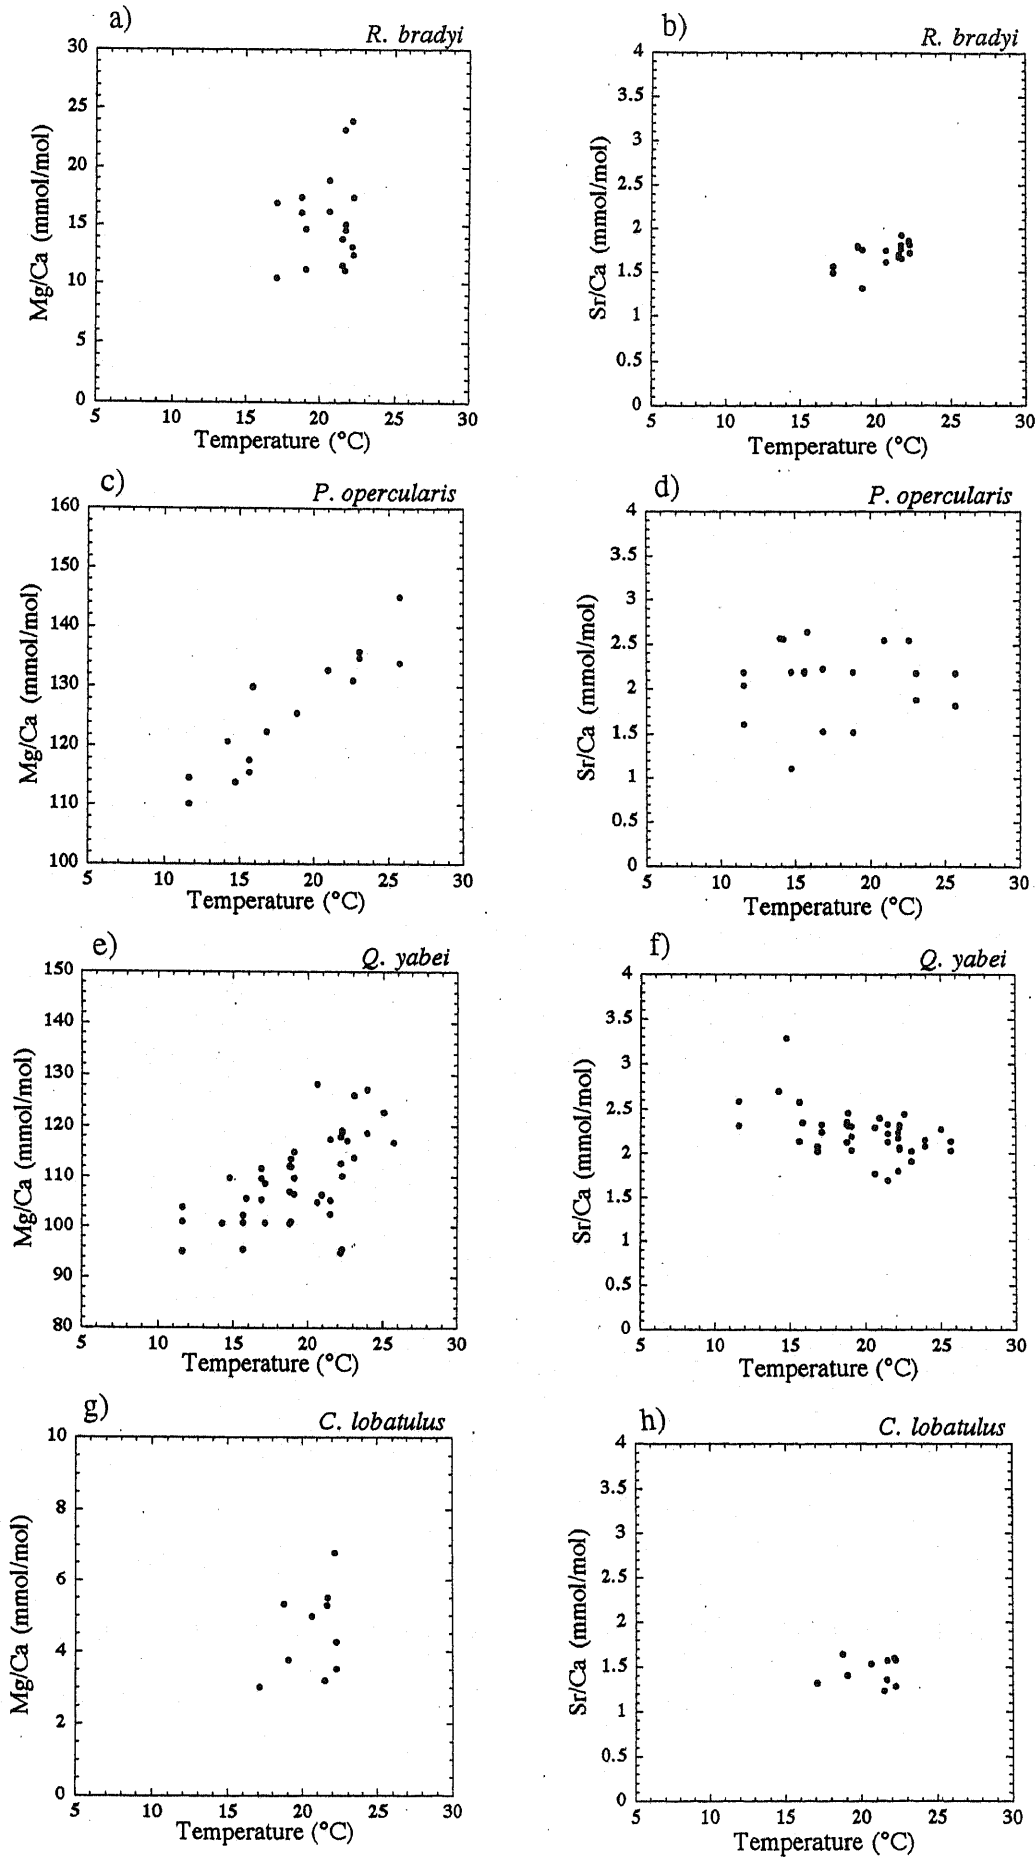 a)
R. bradyi
30
25
20
15
10
5
0
Mg/Ca (mmol/mol)
5 10 15 20 25 30
Temperature (°C)
b)
R. bradyi
4
3.5
3
2.5
2
1.5
1
0.5
0
Sr/Ca (mmol/mol)
5 10 15 20 25 30
Temperature (°C)
c)
P. opercularis
160
150
140
130
120
110
100
Mg/Ca (mmol/mol)
5 10 15 20 25 30
Temperature (°C)
d)
P. opercularis
4
3.5
3
2.5
2
1.5
1
0.5
0
Sr/Ca (mmol/mol)
5 10 15 20 25 30
Temperature (°C)
e)
Q. yabei
150
140
130
120
110
100
90
80
Mg/Ca (mmol/mol)
5 10 15 20 25 30
Temperature (°C)
f)
Q. yabei
4
3.5
3
2.5
2
1.5
1
0.5
0
Sr/Ca (mmol/mol)
5 10 15 20 25 30
Temperature (°C)
g)
C. lobatulus
10
8
6
4
2
0
Mg/Ca (mmol/mol)
5 10 15 20 25 30
Temperature (°C)
h)
C. lobatulus
4
3.5
3
2.5
2
1.5
1
0.5
0
Sr/Ca (mmol/mol)
5 10 15 20 25 30
Temperature (°C)